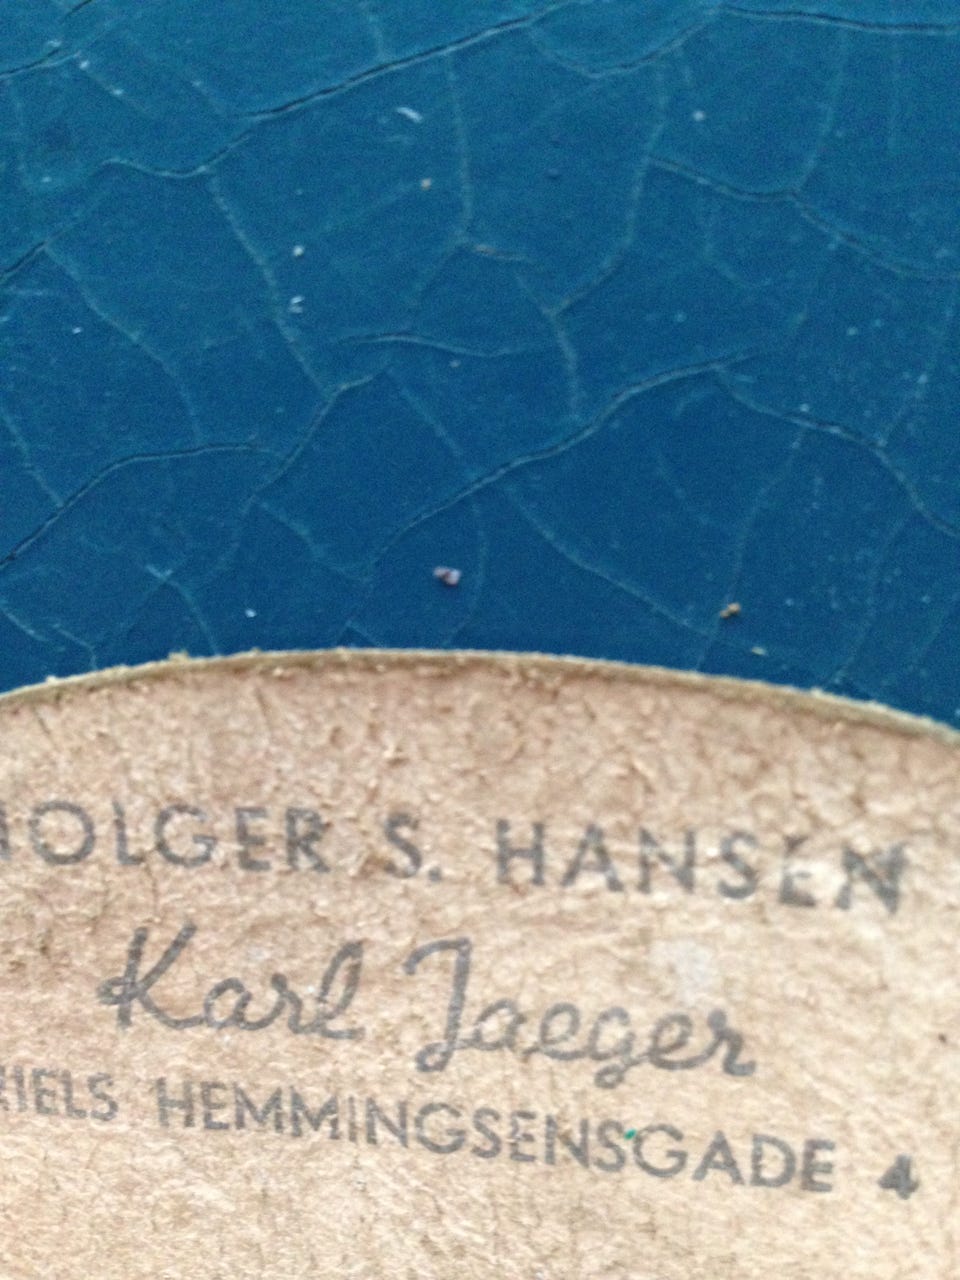 HOLGER S. HANSEN
Karl Jaeger
NIELS HEMMINGSENSGADE 4